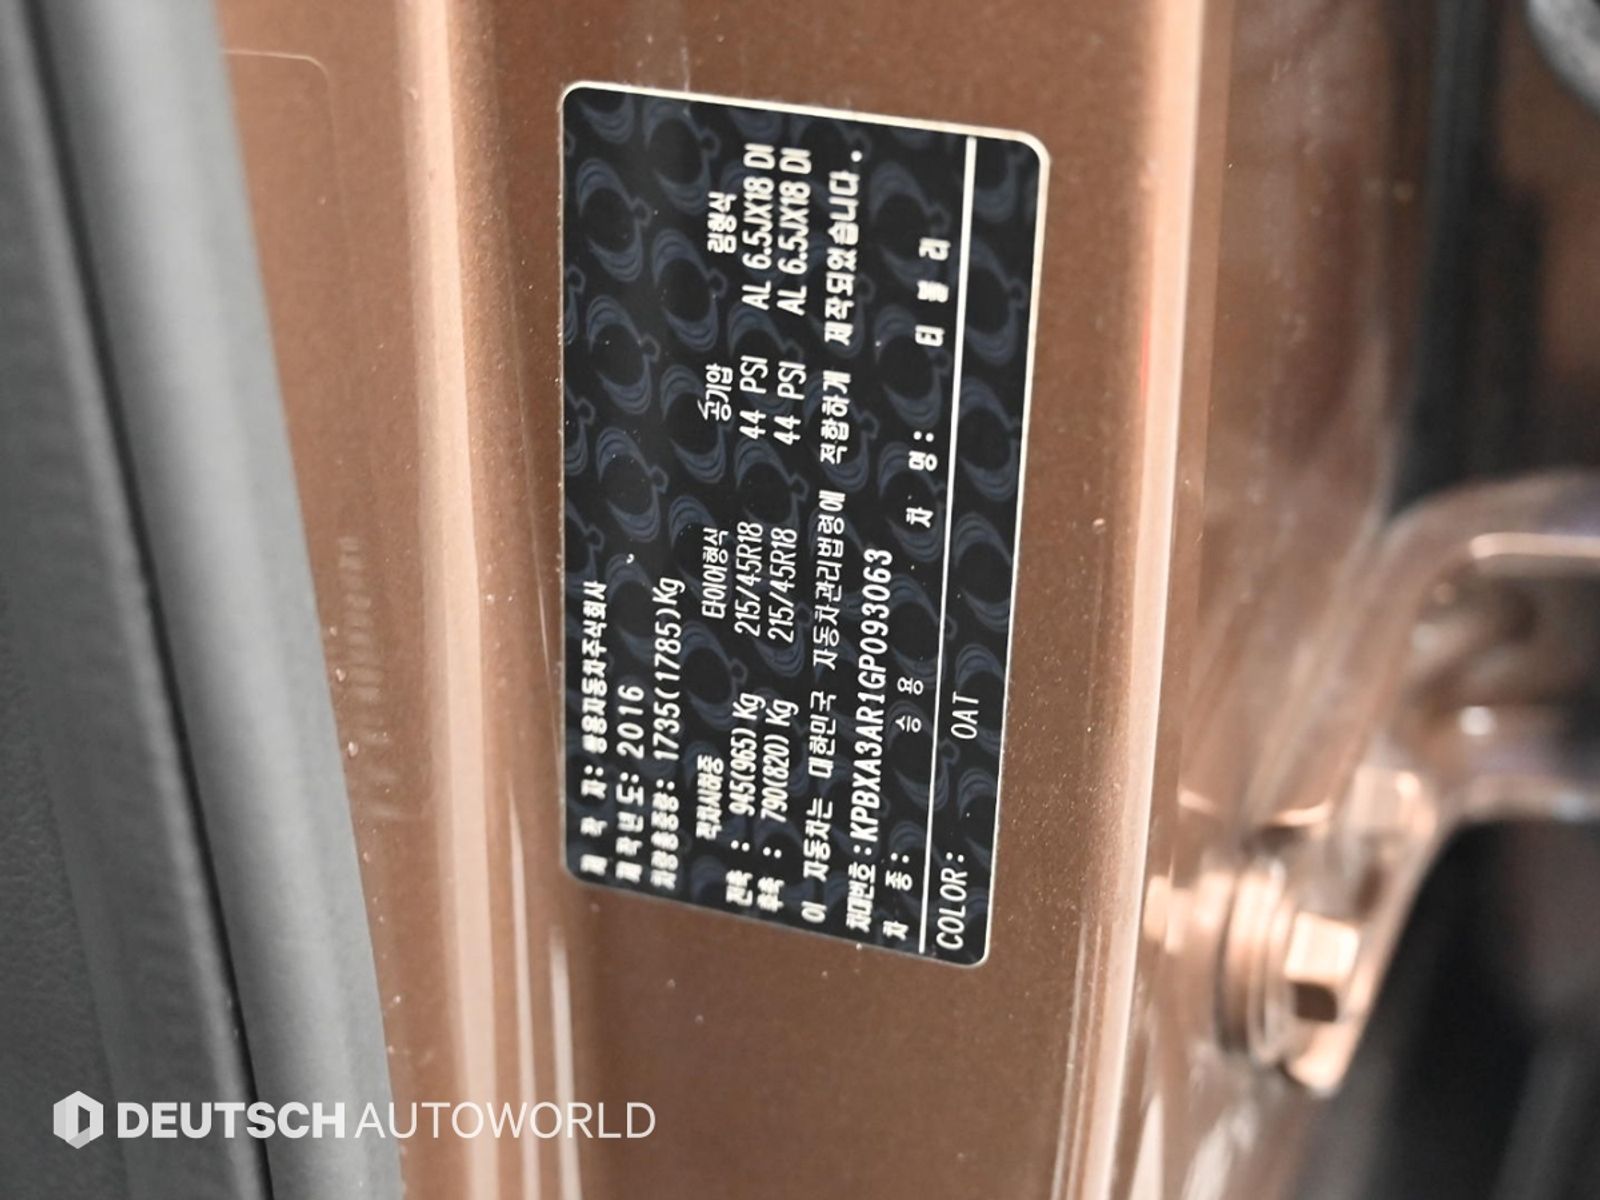 제 작 자: 쌍용자동차주식회사
제작년도: 2016
차량총중량: 1735(1785)Kg
적차시하중 타이어형식 공기압 림형식
전축 : 945(965) Kg 215/45R18 44 PSI AL 6.5JX18 DI
후축 : 790(820) Kg 215/45R18 44 PSI AL 6.5JX18 DI
이 자동차는 대한민국 자동차관리법령에 적합하게 제작되었습니다.
차대번호:KPBXA3AR1GP093063
차 종: 승 용 차 명: 티 볼 리
COLOR: OAT
DEUTSCH AUTOWORLD